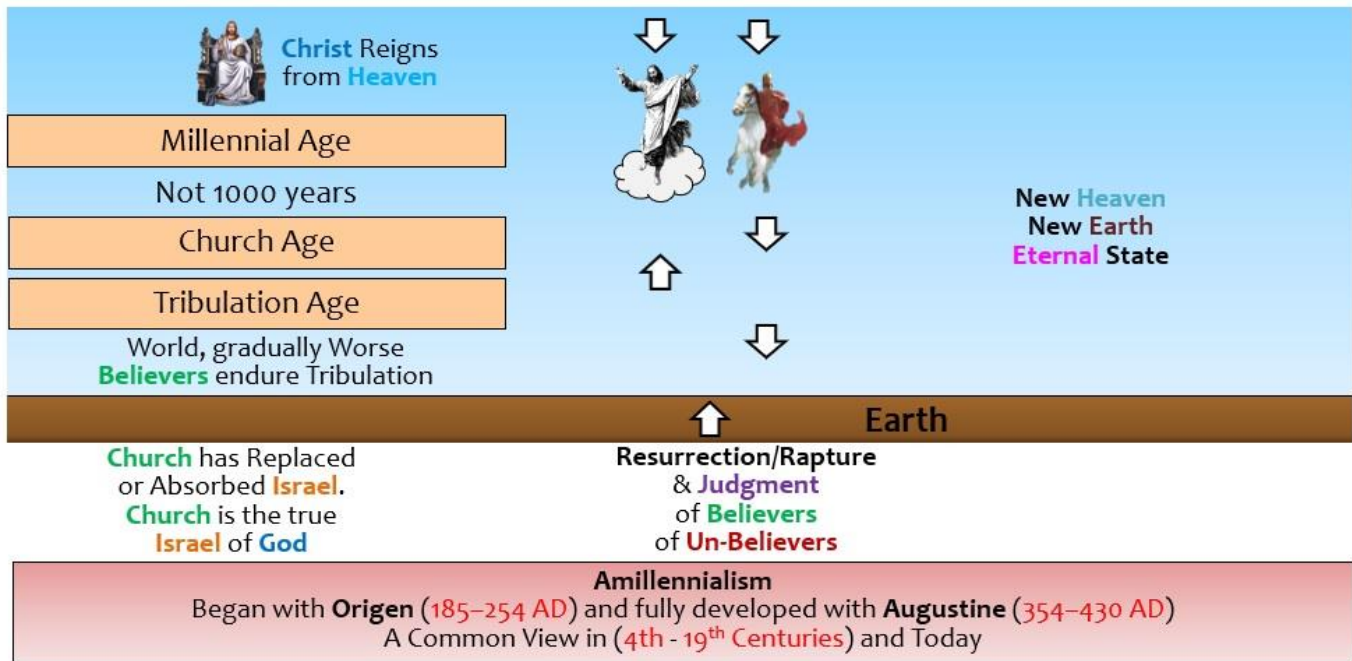 Christ Reigns
from Heaven
Millennial Age
Not 1000 years
Church Age
Tribulation Age
World, gradually Worse
Believers endure Tribulation
New Heaven
New Earth
Eternal State
Earth
Church has Replaced
or Absorbed Israel.
Church is the true
Israel of God
Resurrection/Rapture
& Judgment
of Believers
of Un-Believers
Amillennialism
Began with Origen (185–254 AD) and fully developed with Augustine (354–430 AD)
A Common View in (4th - 19th Centuries) and Today